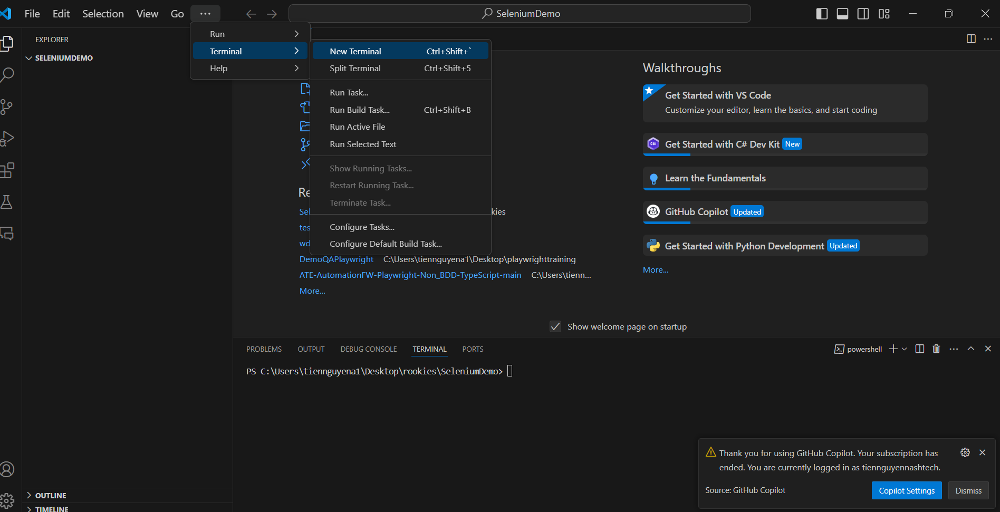 File Edit Selection View Go ··· SeleniumDemo
EXPLORER
SELENIUMDEMO
Run
Terminal
Help
New Terminal Ctrl+Shift+`
Split Terminal Ctrl+Shift+5
Run Task...
Run Build Task... Ctrl+Shift+B
Run Active File
Run Selected Text
Show Running Tasks...
Restart Running Task...
Terminate Task...
Configure Tasks...
Configure Default Build Task...
Re
Sel kies
tes
wd
DemoQAPlaywright C:\Users\tiennguyena1\Desktop\playwrighttraining
ATE-AutomationFW-Playwright-Non_BDD-TypeScript-main C:\Users\tienn...
More...
Walkthroughs
Get Started with VS Code
Customize your editor, learn the basics, and start coding
Get Started with C# Dev Kit New
Learn the Fundamentals
GitHub Copilot Updated
Get Started with Python Development Updated
More...
Show welcome page on startup
PROBLEMS OUTPUT DEBUG CONSOLE TERMINAL PORTS powershell
PS C:\Users\tiennguyena1\Desktop\rookies\SeleniumDemo>
Thank you for using GitHub Copilot. Your subscription has
ended. You are currently logged in as tiennguyennashtech.
Source: GitHub Copilot Copilot Settings Dismiss
OUTLINE
TIMELINE